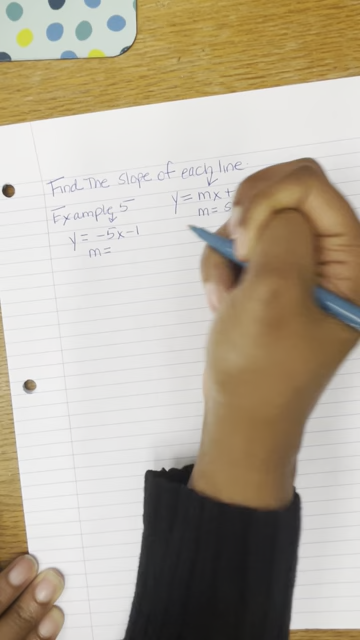 Find the slope of each line
Example 5
y = mx +
m = s
y = -5x-1
m =